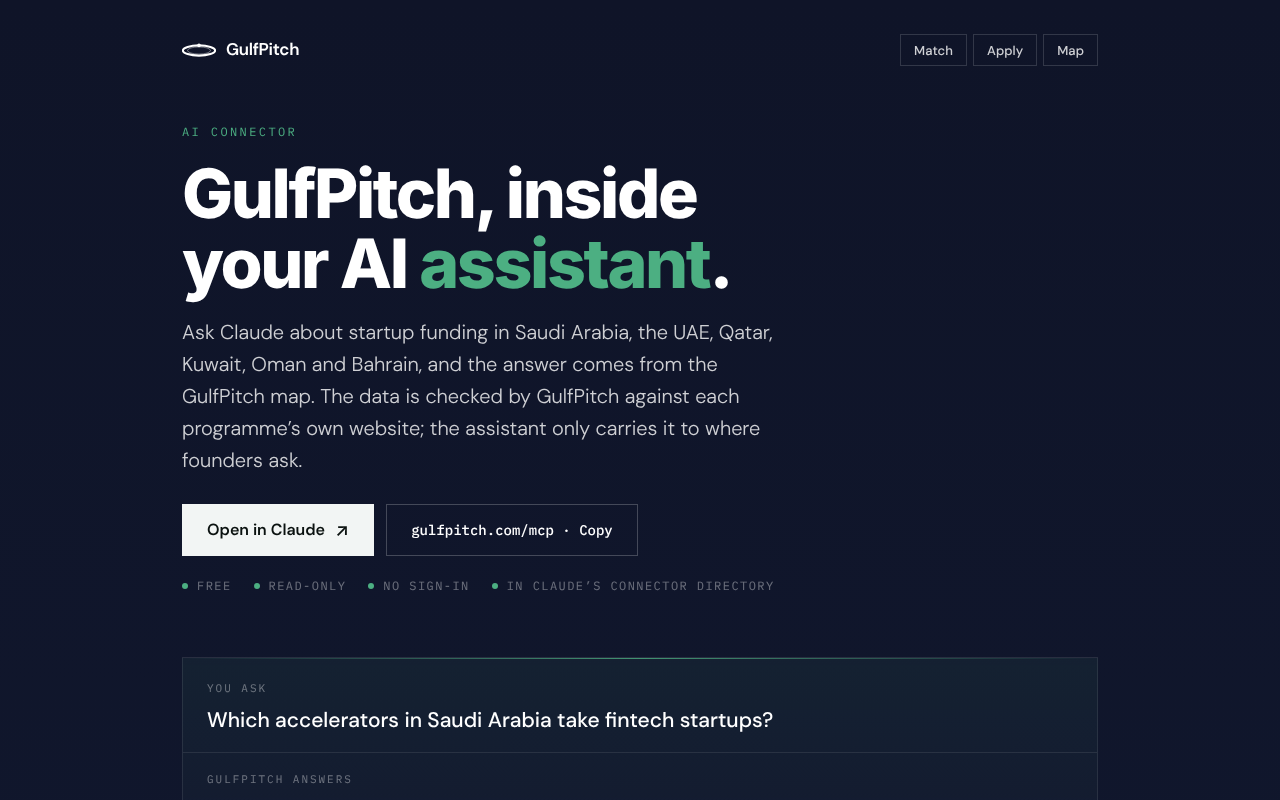 GulfPitch
Match
Apply
Map
AI CONNECTOR
GulfPitch, inside
your AI assistant.
Ask Claude about startup funding in Saudi Arabia, the UAE, Qatar,
Kuwait, Oman and Bahrain, and the answer comes from the
GulfPitch map. The data is checked by GulfPitch against each
programme’s own website; the assistant only carries it to where
founders ask.
Open in Claude ↗
gulfpitch.com/mcp · Copy
FREE
READ-ONLY
NO SIGN-IN
IN CLAUDE’S CONNECTOR DIRECTORY
YOU ASK
Which accelerators in Saudi Arabia take fintech startups?
GULFPITCH ANSWERS